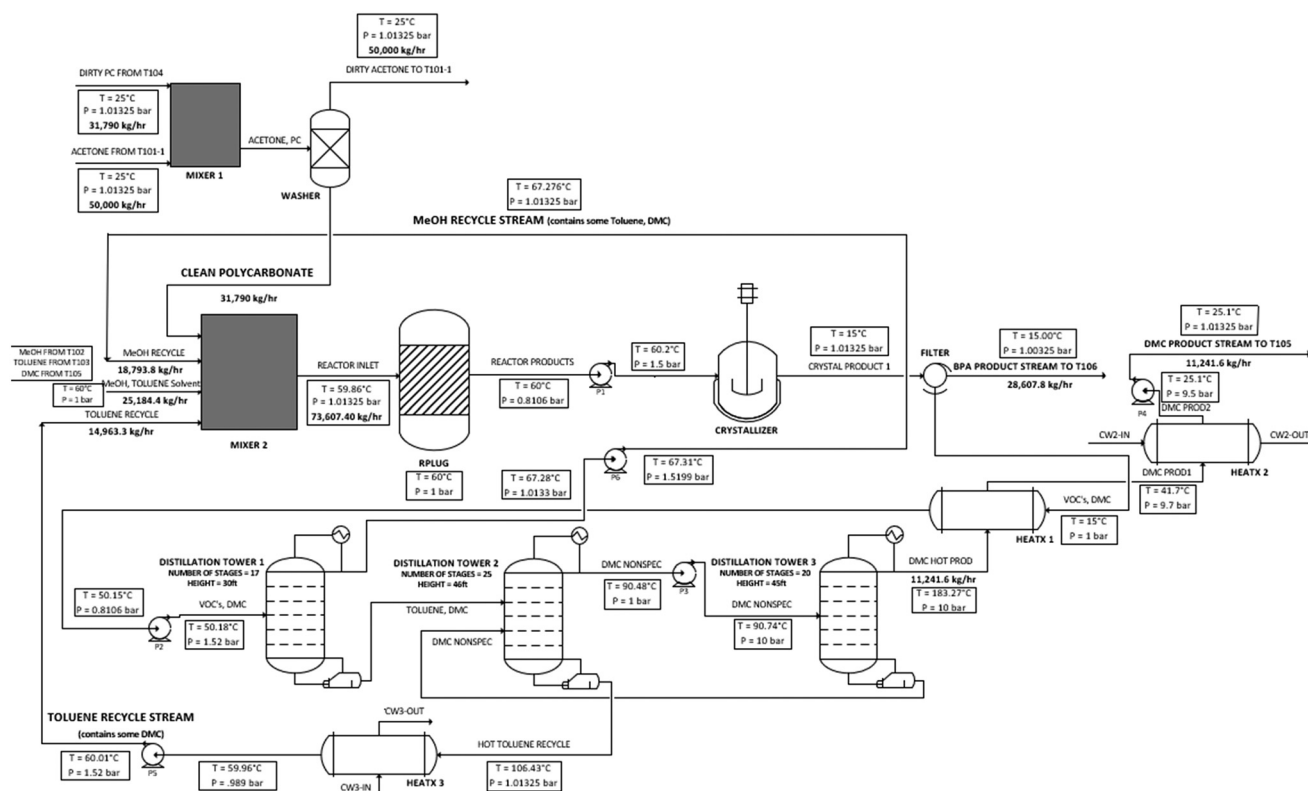 T = 25°C
P = 1.01325 bar
50,000 kg/hr
DIRTY ACETONE TO T101-1
DIRTY PC FROM T104
T = 25°C
P = 1.01325 bar
31,790 kg/hr
ACETONE, PC
ACETONE FROM T101-1
MIXER 1
T = 25°C
P = 1.01325 bar
50,000 kg/hr
WASHER
T = 67.276°C
P = 1.01325 bar
MeOH RECYCLE STREAM (contains some Toluene, DMC)
CLEAN POLYCARBONATE
31,790 kg/hr
MeOH FROM T102
TOLUENE FROM T103
DMC FROM T105
T = 60°C
P = 1 bar
MeOH RECYCLE
18,793.8 kg/hr
MeOH, TOLUENE Solvent
25,184.4 kg/hr
TOLUENE RECYCLE
14,963.3 kg/hr
MIXER 2
REACTOR INLET
T = 59.86°C
P = 1.01325 bar
73,607.40 kg/hr
RPLUG
T = 60°C
P = 1 bar
REACTOR PRODUCTS
T = 60°C
P = 0.8106 bar
P1
T = 60.2°C
P = 1.5 bar
CRYSTALLIZER
T = 15°C
P = 1.01325 bar
CRYSTAL PRODUCT 1
FILTER
T = 15.00°C
P = 1.00325 bar
BPA PRODUCT STREAM TO T106
28,607.8 kg/hr
T = 25.1°C
P = 1.01325 bar
DMC PRODUCT STREAM TO T105
11,241.6 kg/hr
T = 25.1°C
P = 9.5 bar
P4
DMC PROD2
CW2-IN
CW2-OUT
DMC PROD1
HEATX 2
T = 41.7°C
P = 9.7 bar
VOC's, DMC
T = 15°C
P = 1 bar
HEATX 1
P6
T = 67.28°C
P = 1.0133 bar
T = 67.31°C
P = 1.5199 bar
DISTILLATION TOWER 1
NUMBER OF STAGES = 17
HEIGHT = 30ft
DISTILLATION TOWER 2
NUMBER OF STAGES = 25
HEIGHT = 46ft
DISTILLATION TOWER 3
NUMBER OF STAGES = 20
HEIGHT = 45ft
DMC NONSPEC
T = 90.48°C
P = 1 bar
P3
DMC NONSPEC
T = 90.74°C
P = 10 bar
DMC HOT PROD
11,241.6 kg/hr
T = 183.27°C
P = 10 bar
T = 50.15°C
P = 0.8106 bar
P2
VOC's, DMC
T = 50.18°C
P = 1.52 bar
TOLUENE, DMC
DMC NONSPEC
TOLUENE RECYCLE STREAM
(contains some DMC)
T = 60.01°C
P = 1.52 bar
P5
T = 59.96°C
P = .989 bar
CW3-OUT
CW3-IN
HEATX 3
HOT TOLUENE RECYCLE
T = 106.43°C
P = 1.01325 bar